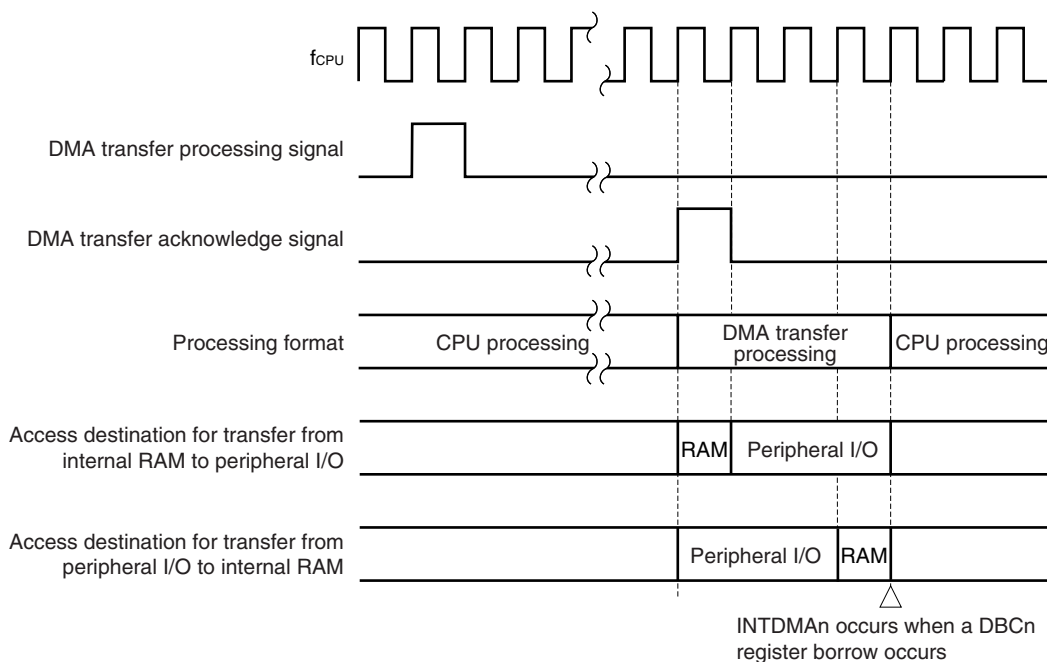 fCPU
DMA transfer processing signal
DMA transfer acknowledge signal
Processing format
CPU processing
DMA transfer
processing
CPU processing
Access destination for transfer from
internal RAM to peripheral I/O
RAM
Peripheral I/O
Access destination for transfer from
peripheral I/O to internal RAM
Peripheral I/O
RAM
INTDMAn occurs when a DBCn
register borrow occurs